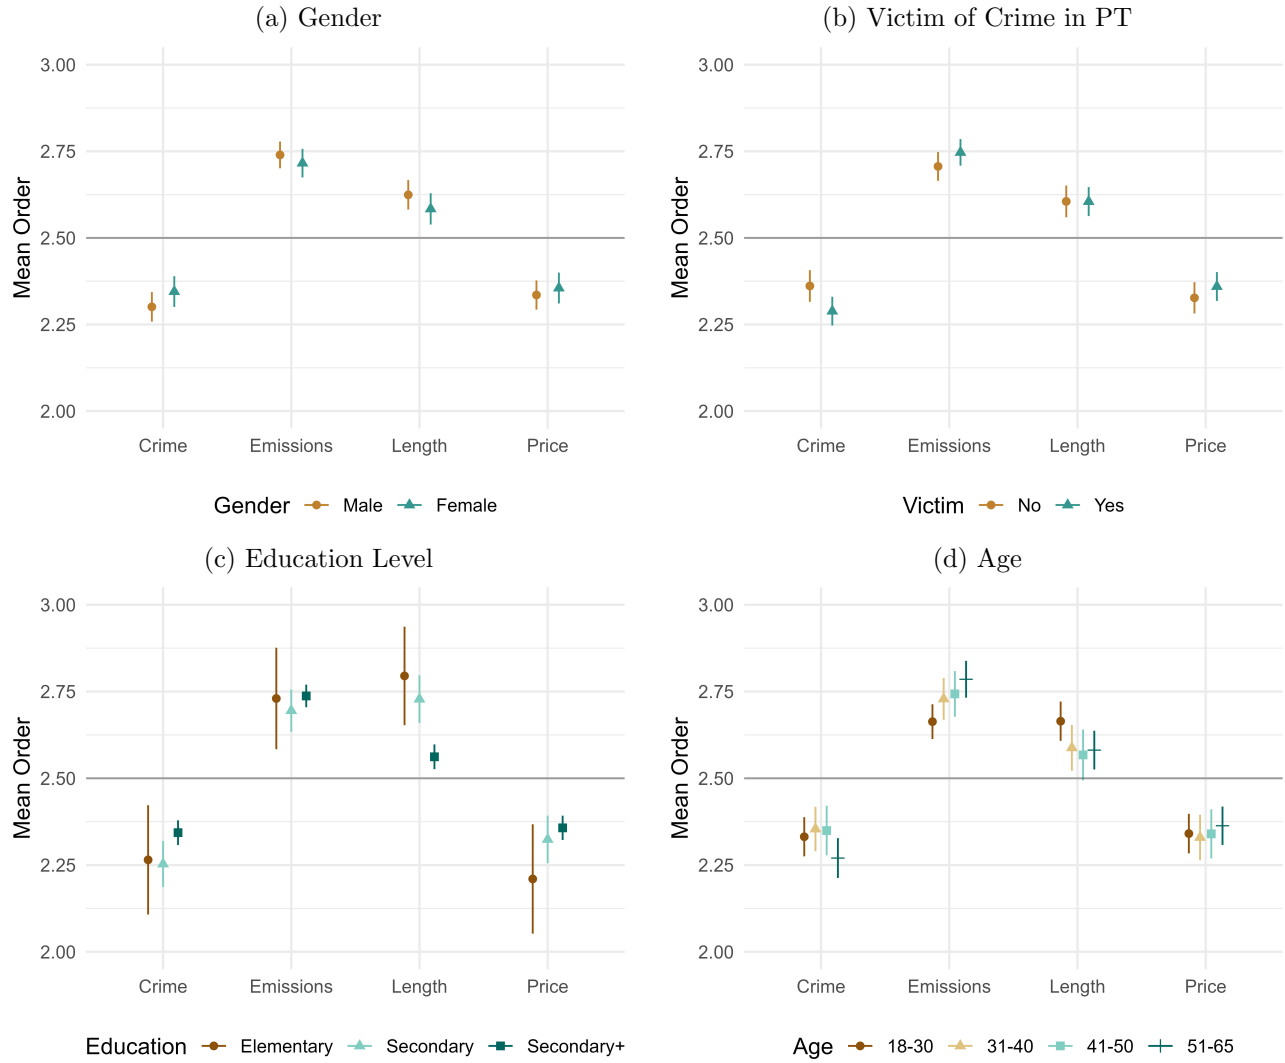 (a) Gender
(b) Victim of Crime in PT
3.00
2.75
2.50
2.25
2.00
Mean Order
Crime Emissions Length Price
Gender Male Female
3.00
2.75
2.50
2.25
2.00
Mean Order
Crime Emissions Length Price
Victim No Yes
(c) Education Level
(d) Age
3.00
2.75
2.50
2.25
2.00
Mean Order
Crime Emissions Length Price
Education Elementary Secondary Secondary+
3.00
2.75
2.50
2.25
2.00
Mean Order
Crime Emissions Length Price
Age 18-30 31-40 41-50 51-65